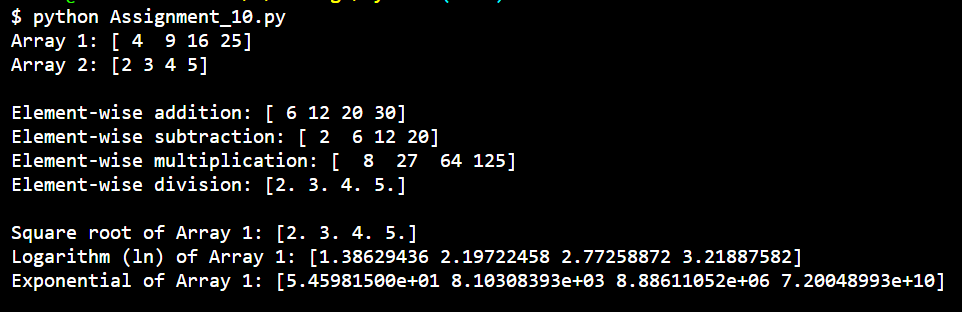 $ python Assignment_10.py
Array 1: [ 4  9 16 25]
Array 2: [2 3 4 5]
Element-wise addition: [ 6 12 20 30]
Element-wise subtraction: [ 2  6 12 20]
Element-wise multiplication: [  8  27  64 125]
Element-wise division: [2. 3. 4. 5.]
Square root of Array 1: [2. 3. 4. 5.]
Logarithm (ln) of Array 1: [1.38629436 2.19722458 2.77258872 3.21887582]
Exponential of Array 1: [5.45981500e+01 8.10308393e+03 8.88611052e+06 7.20048993e+10]